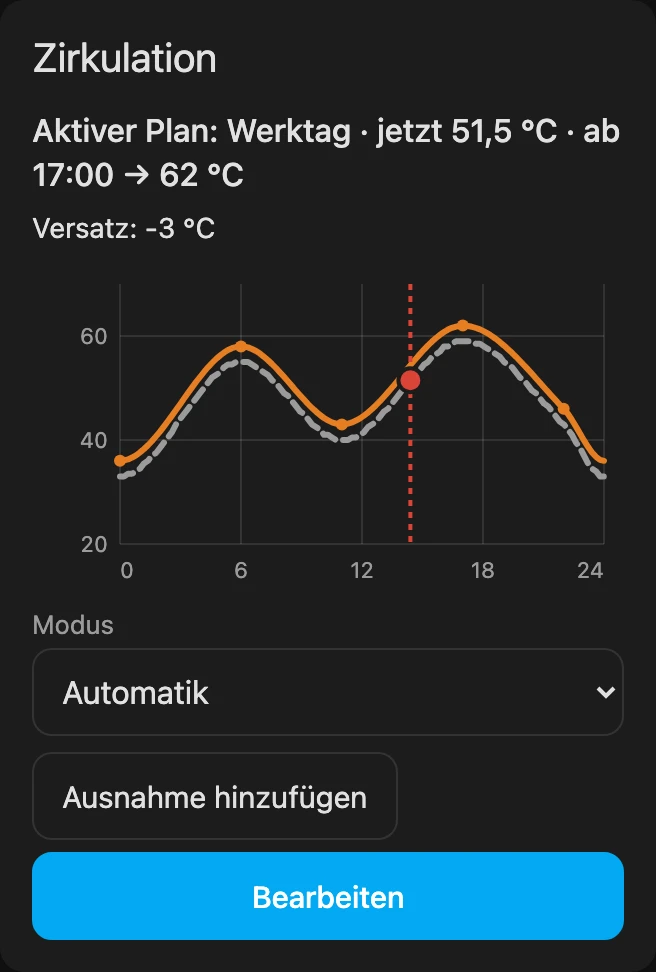 Zirkulation
Aktiver Plan: Werktag · jetzt 51,5 °C · ab
17:00 → 62 °C
Versatz: -3 °C
60
40
20
0 6 12 18 24
Modus
Automatik
Ausnahme hinzufügen
Bearbeiten